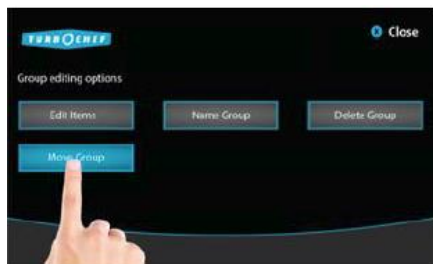 TURBOCHEF
Close
Group editing options
Edit Items
Name Group
Delete Group
Move Group